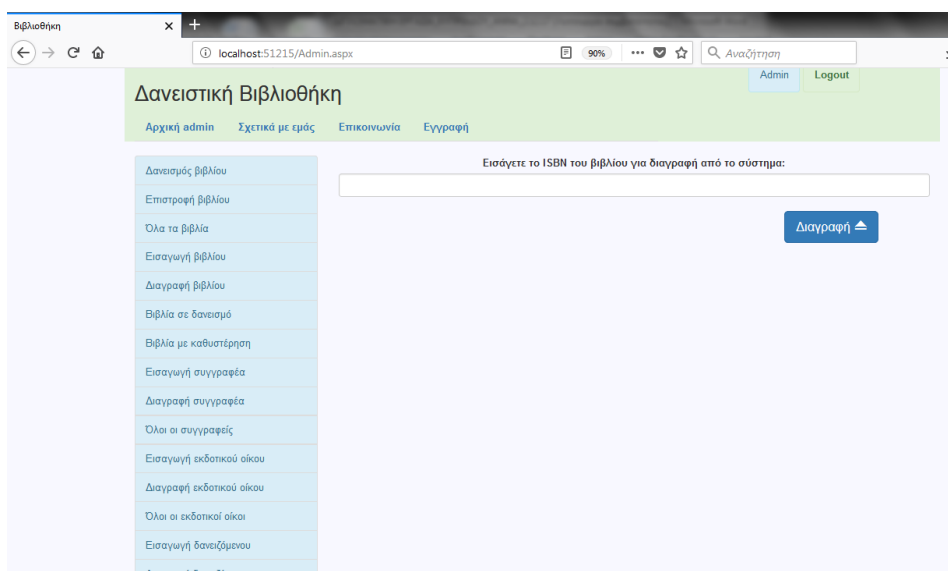 Βιβλιοθήκη
localhost:51215/Admin.aspx
90%
Αναζήτηση
Admin
Logout
Δανειστική Βιβλιοθήκη
Αρχική admin Σχετικά με εμάς Επικοινωνία Εγγραφή
Δανεισμός βιβλίου
Επιστροφή βιβλίου
Όλα τα βιβλία
Εισαγωγή βιβλίου
Διαγραφή βιβλίου
Βιβλία σε δανεισμό
Βιβλία με καθυστέρηση
Εισαγωγή συγγραφέα
Διαγραφή συγγραφέα
Όλοι οι συγγραφείς
Εισαγωγή εκδοτικού οίκου
Διαγραφή εκδοτικού οίκου
Όλοι οι εκδοτικοί οίκοι
Εισαγωγή δανειζόμενου
Εισάγετε το ISBN του βιβλίου για διαγραφή από το σύστημα:
Διαγραφή